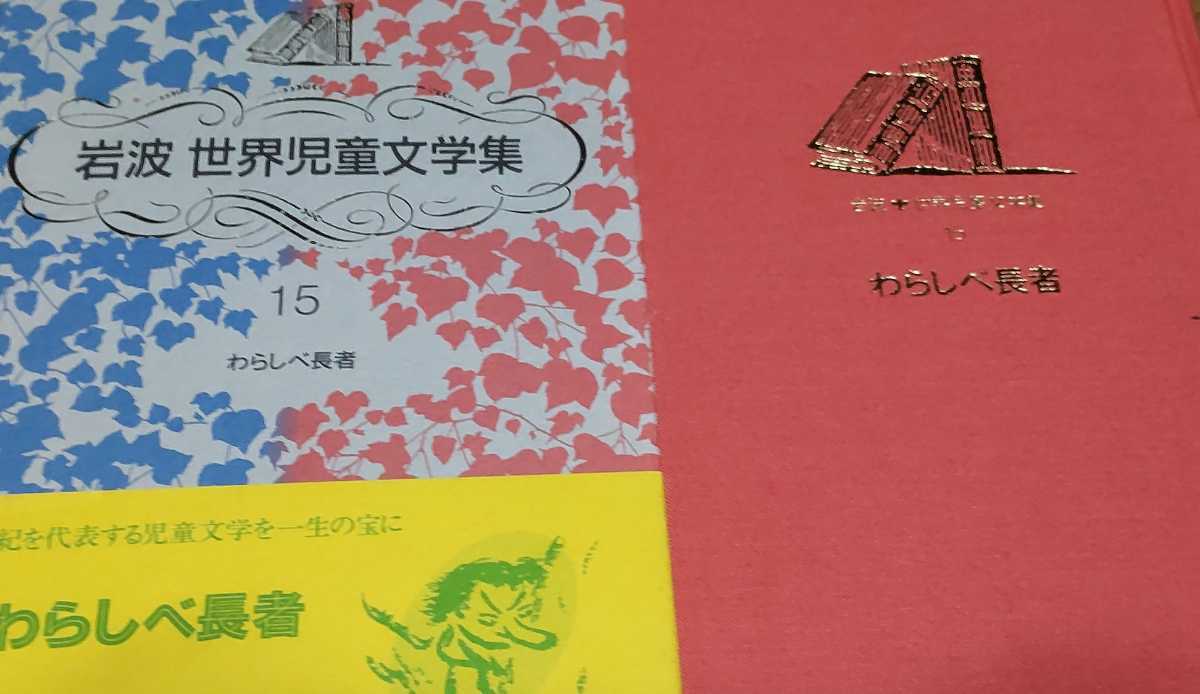 岩波 世界児童文学集
15
わらしべ長者
紀を代表する児童文学を一生の宝に
わらしべ長者
15
わらしべ長者